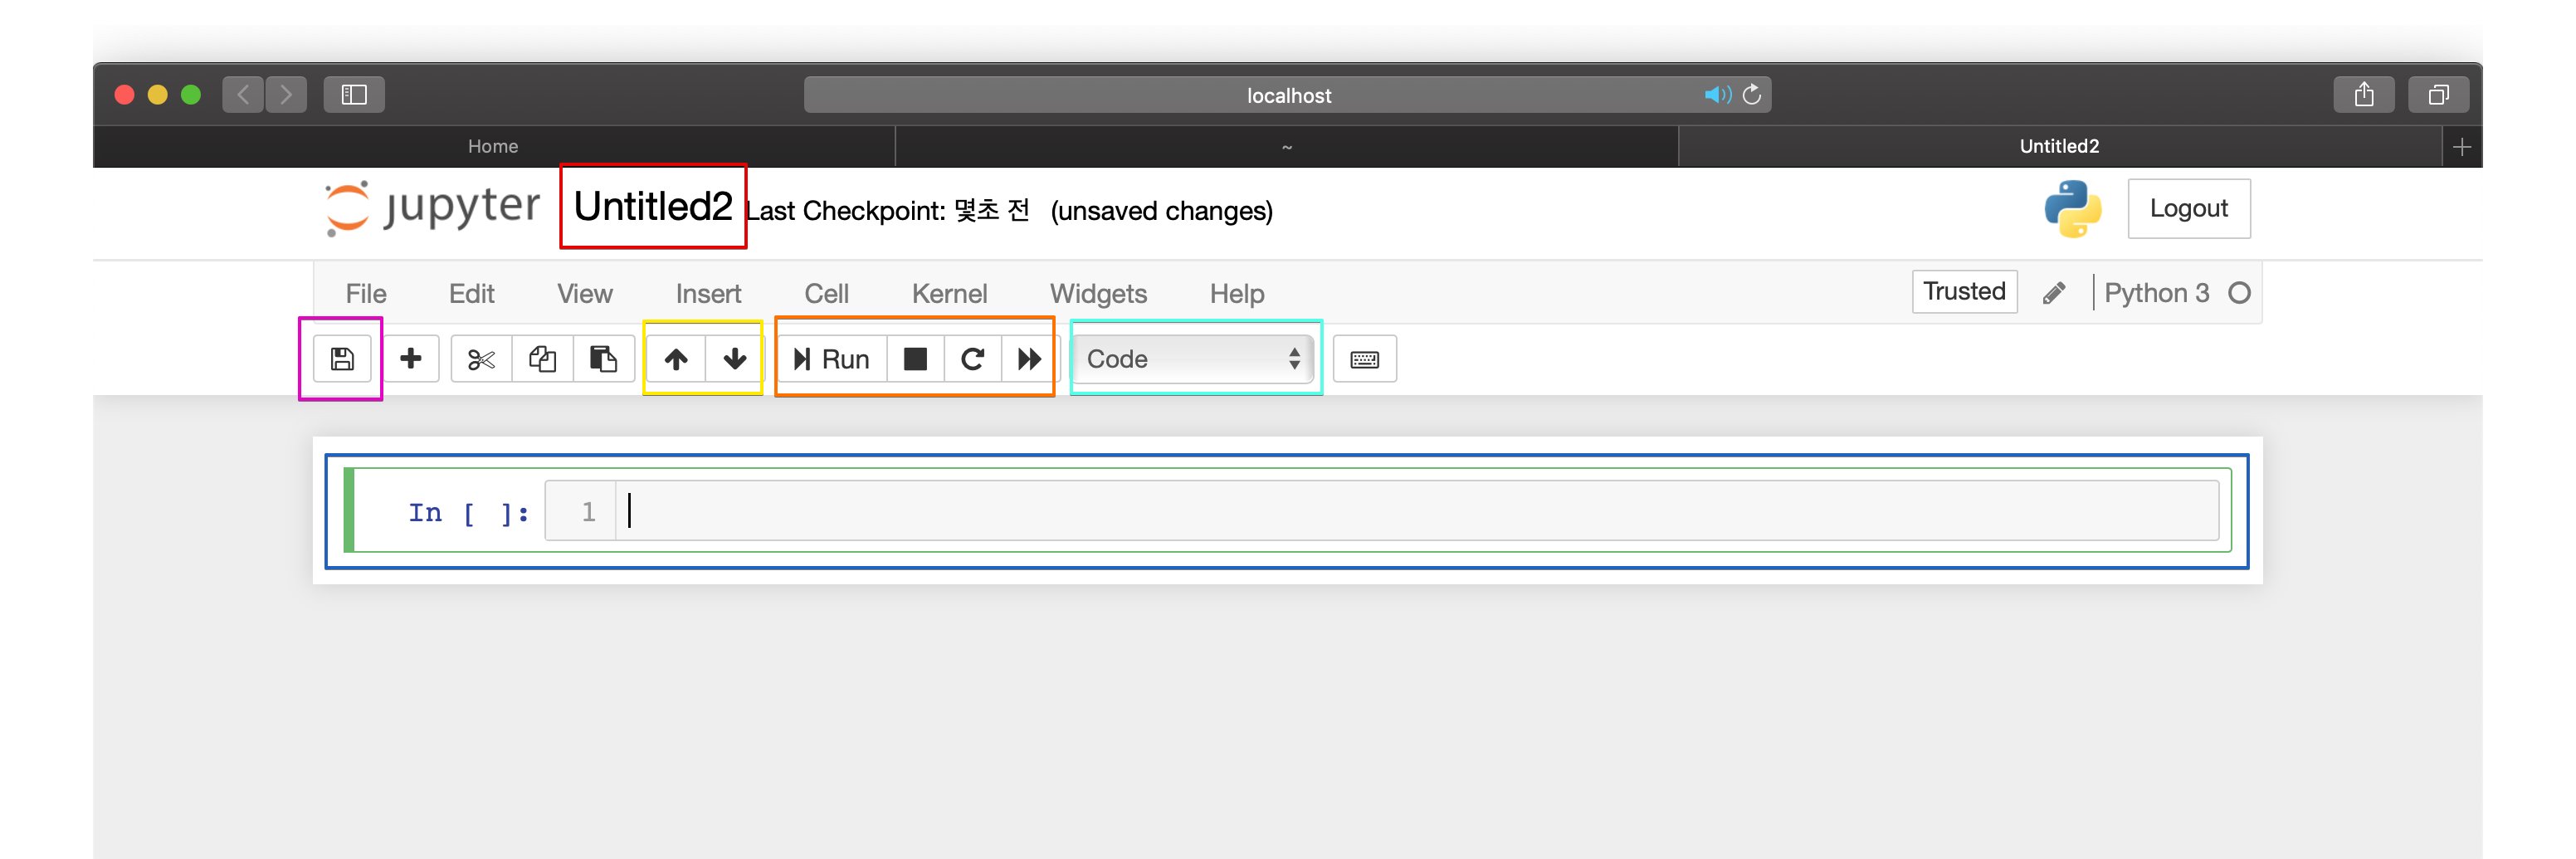 localhost
Home ~ Untitled2
jupyter Untitled2 Last Checkpoint: 몇초 전 (unsaved changes) Logout
File Edit View Insert Cell Kernel Widgets Help Trusted Python 3
Run Code
In [ ]: 1